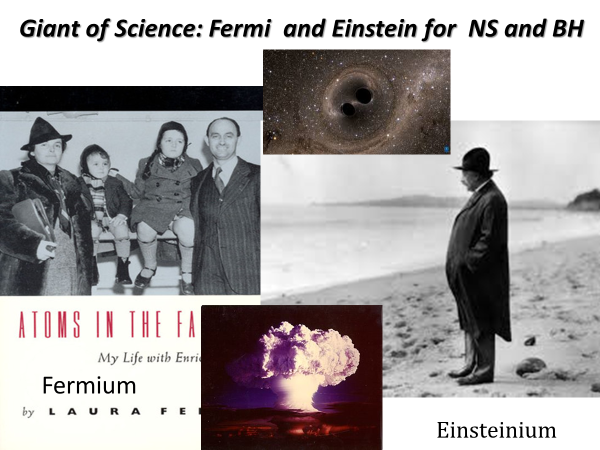 Giant of Science: Fermi and Einstein for NS and BH
ATOMS IN THE FA
My Life with Enric
Fermium
by LAURA FE
Einsteinium